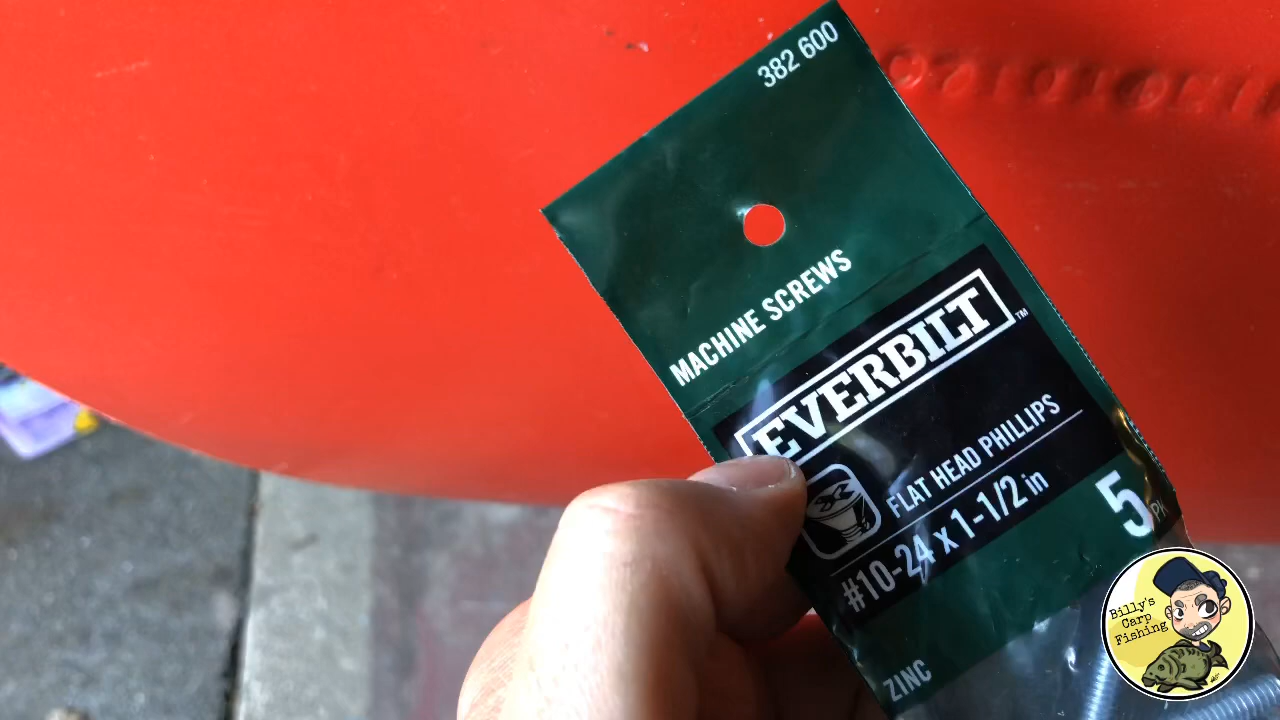 382 600
MACHINE SCREWS
EVERBILT™
FLAT HEAD PHILLIPS
#10-24 x 1-1/2 in
5 PK
ZINC
Billy's
Carp
Fishing